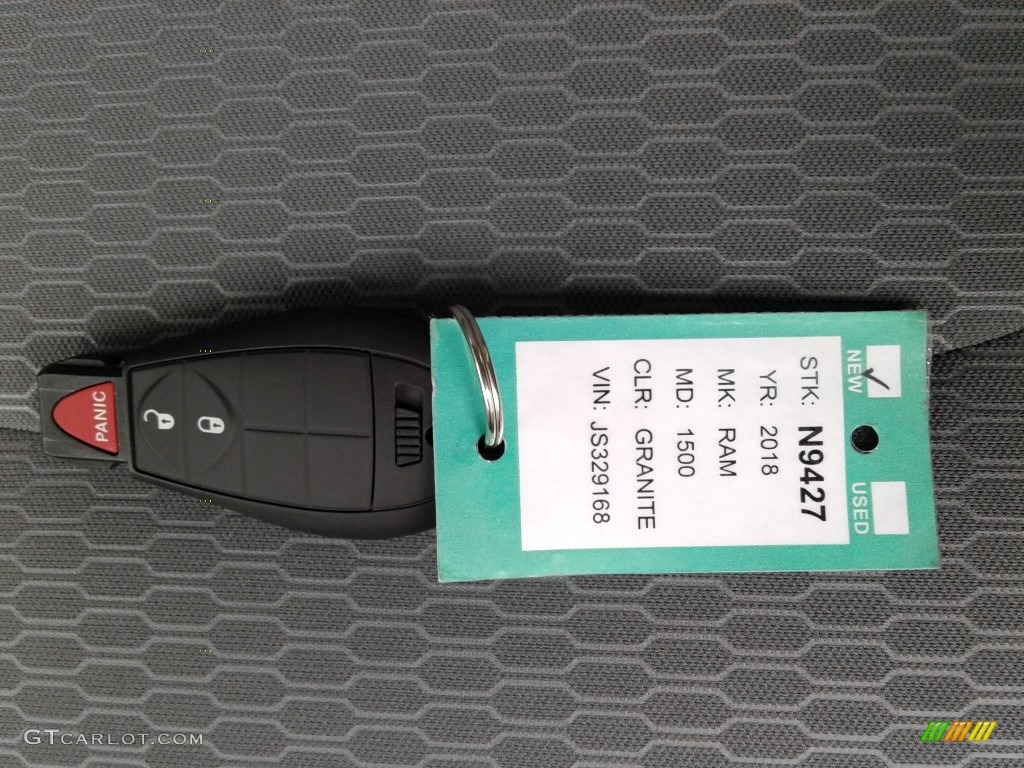 NEW
USED
STK: N9427
YR: 2018
MK: RAM
MD: 1500
CLR: GRANITE
VIN: JS329168
PANIC
GTCARLOT.COM